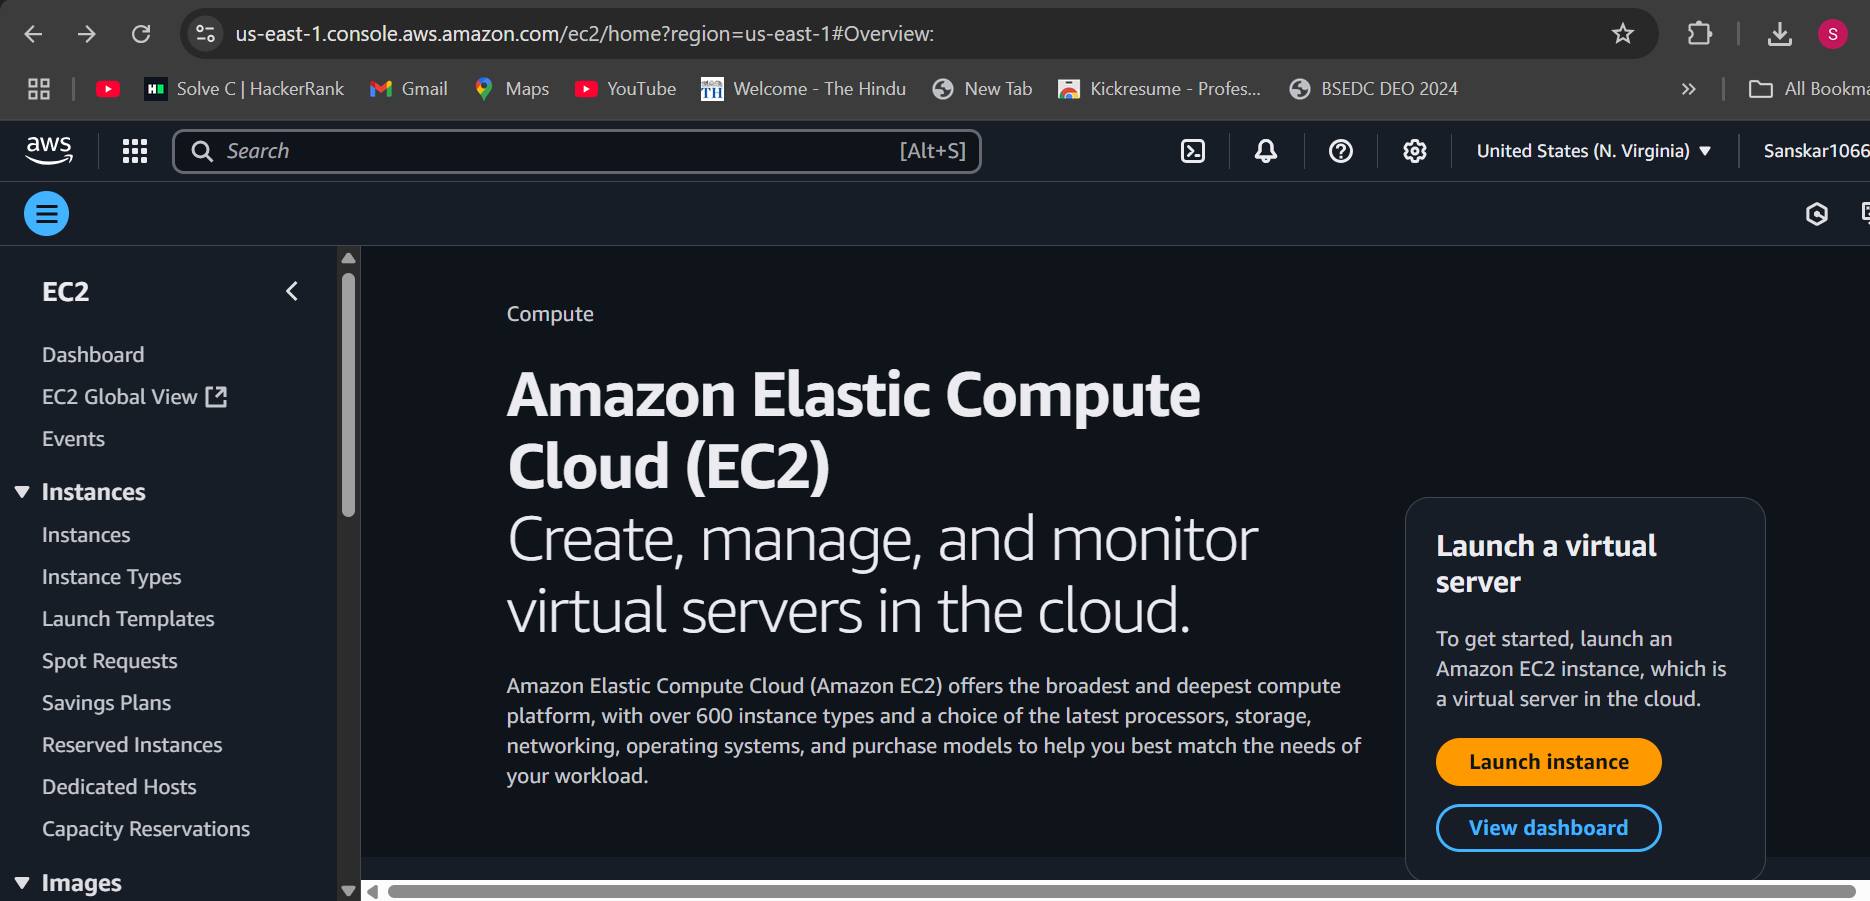 us-east-1.console.aws.amazon.com/ec2/home?region=us-east-1#Overview:
S
Solve C | HackerRank
Gmail
Maps
YouTube
Welcome - The Hindu
New Tab
Kickresume - Profes...
BSEDC DEO 2024
All Bookma
aws
Search
[Alt+S]
United States (N. Virginia)
Sanskar1066
EC2
Dashboard
EC2 Global View
Events
Instances
Instances
Instance Types
Launch Templates
Spot Requests
Savings Plans
Reserved Instances
Dedicated Hosts
Capacity Reservations
Images
Compute
Amazon Elastic Compute
Cloud (EC2)
Create, manage, and monitor
virtual servers in the cloud.
Amazon Elastic Compute Cloud (Amazon EC2) offers the broadest and deepest compute
platform, with over 600 instance types and a choice of the latest processors, storage,
networking, operating systems, and purchase models to help you best match the needs of
your workload.
Launch a virtual
server
To get started, launch an
Amazon EC2 instance, which is
a virtual server in the cloud.
Launch instance
View dashboard